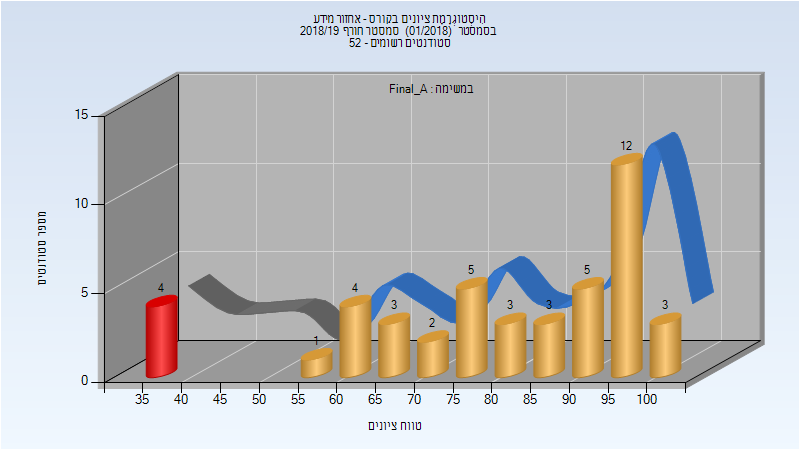 היסטוגרמת ציונים בקורס - אחזור מידע
בסמסטר (01/2018) סמסטר חורף 2018/19
סטודנטים רשומים - 52
במשימה : Final_A
מספר סטודנטים
15
10
5
0
4
1
4
3
2
5
3
3
5
12
3
35 40 45 50 55 60 65 70 75 80 85 90 95 100
טווח ציונים